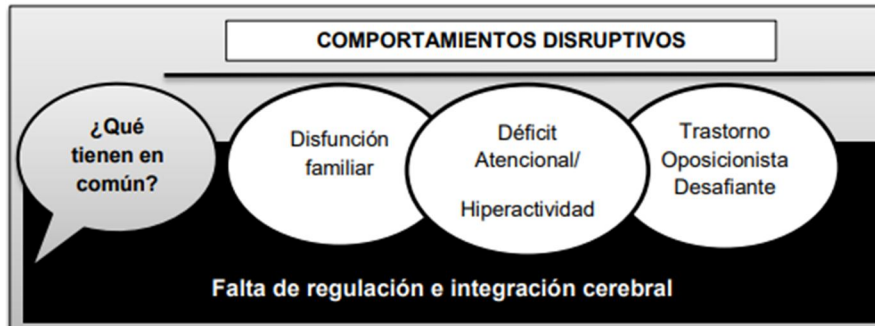 COMPORTAMIENTOS DISRUPTIVOS
¿Qué
tienen en
común?
Disfunción
familiar
Déficit
Atencional/
Hiperactividad
Trastorno
Oposicionista
Desafiante
Falta de regulación e integración cerebral